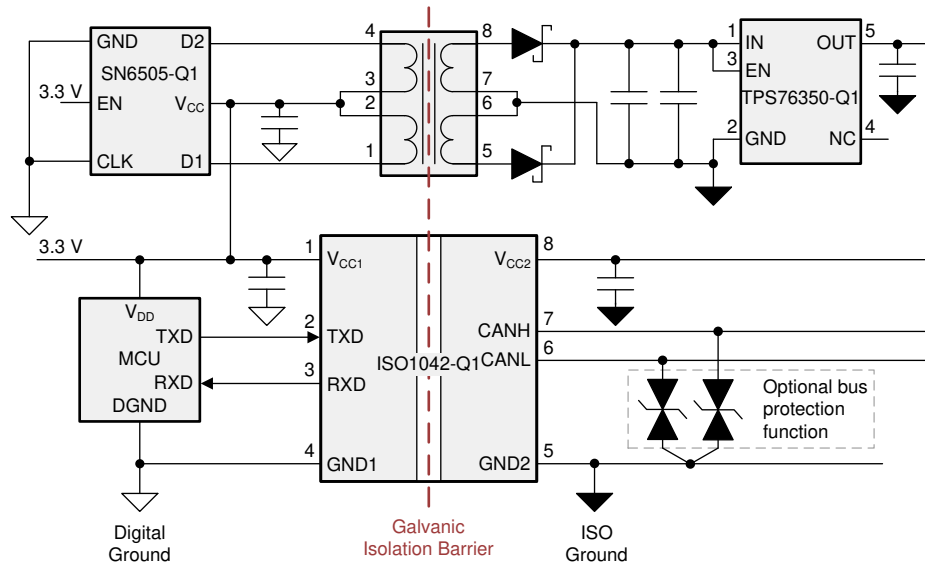 GND
D2
SN6505-Q1
3.3 V
EN
VCC
CLK
D1
4
3
2
1
8
7
6
5
1
3
2
IN
EN
OUT
5
TPS76350-Q1
GND
NC
4
3.3 V
VDD
TXD
MCU
RXD
DGND
1
2
3
4
VCC1
TXD
RXD
GND1
ISO1042-Q1
VCC2
CANH
CANL
GND2
8
7
6
5
Optional bus
protection
function
Digital
Ground
Galvanic
Isolation Barrier
ISO
Ground